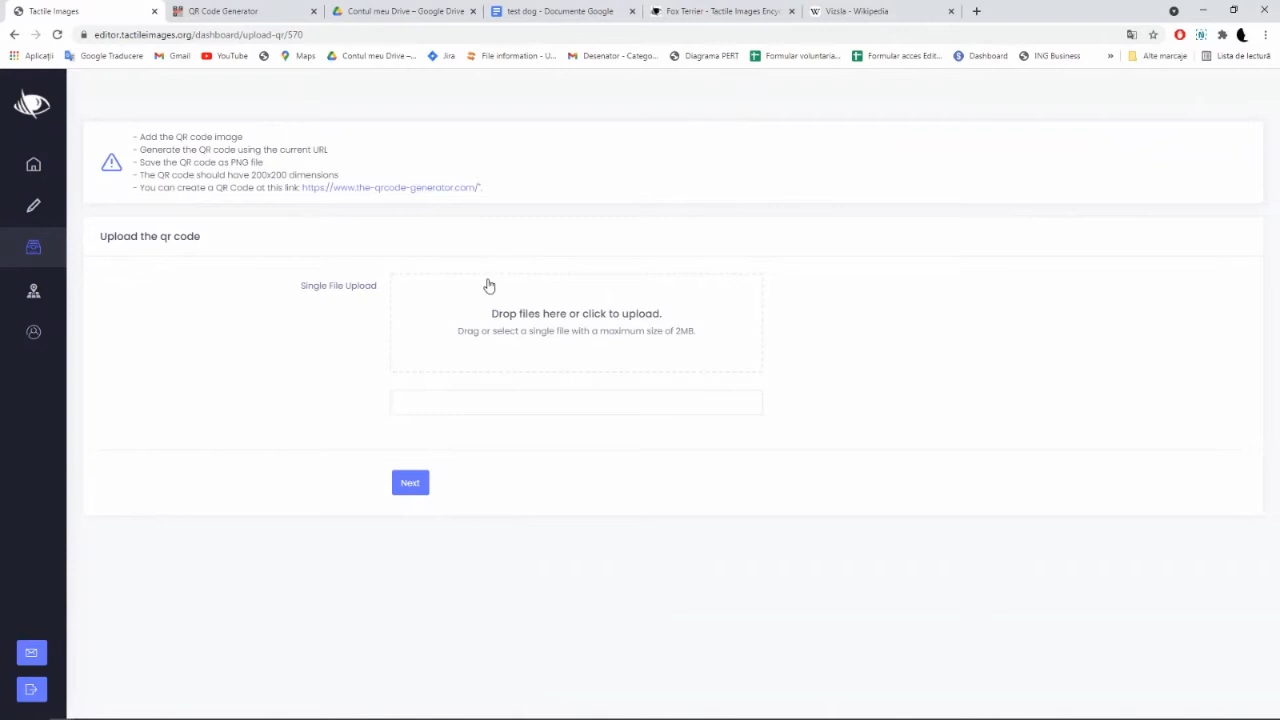 Tactile Images
QR Code Generator
Contul meu Drive – Google Drive
test dog - Documente Google
Fox Terrier - Tactile Images Ency
Vizsla - Wikipedia
editor.tactileimages.org/dashboard/upload-qr/570
Aplicații
Google Traducere
Gmail
YouTube
Maps
Contul meu Drive –...
Jira
File information - U...
Desenator - Catego...
Diagrama PERT
Formular voluntaria...
Formular acces Edit...
Dashboard
ING Business
»
Alte marcaje
Lista de lectură
- Add the QR code image
- Generate the QR code using the current URL
- Save the QR code as PNG file
- The QR code should have 200x200 dimensions
- You can create a QR Code at this link: https://www.the-qrcode-generator.com/".
Upload the qr code
Single File Upload
Drop files here or click to upload.
Drag or select a single file with a maximum size of 2MB.
Next